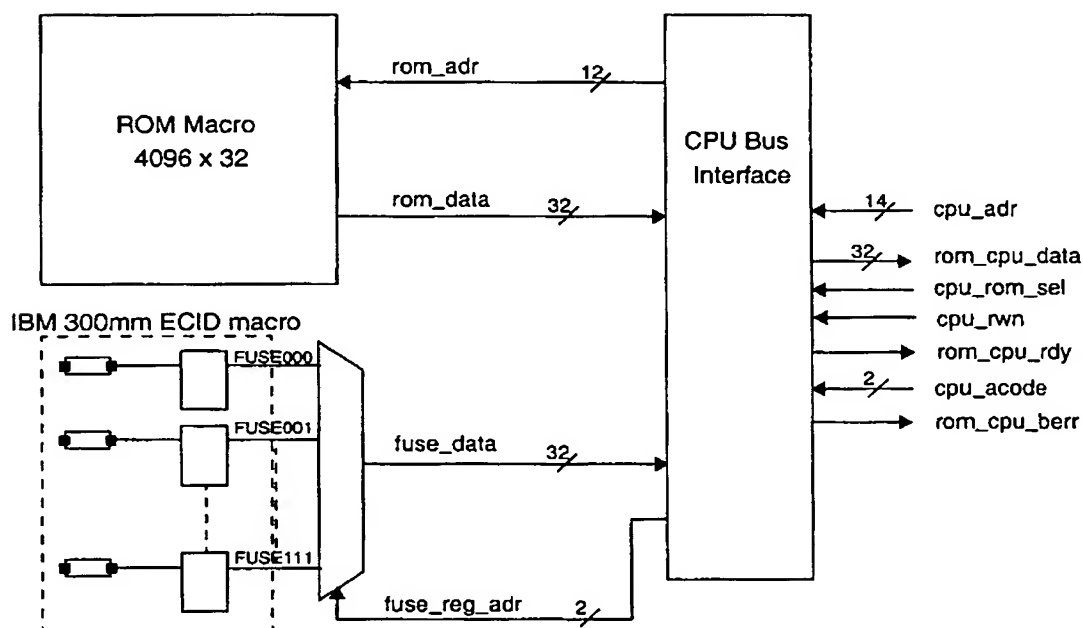 ROM Macro
4096 x 32
rom_adr
12
rom_data
32
CPU Bus
Interface
14
cpu_adr
32
rom_cpu_data
cpu_rom_sel
cpu_rwn
rom_cpu_rdy
2
cpu_acode
rom_cpu_berr
IBM 300mm ECID macro
FUSE000
FUSE001
FUSE111
fuse_data
32
fuse_reg_adr
2